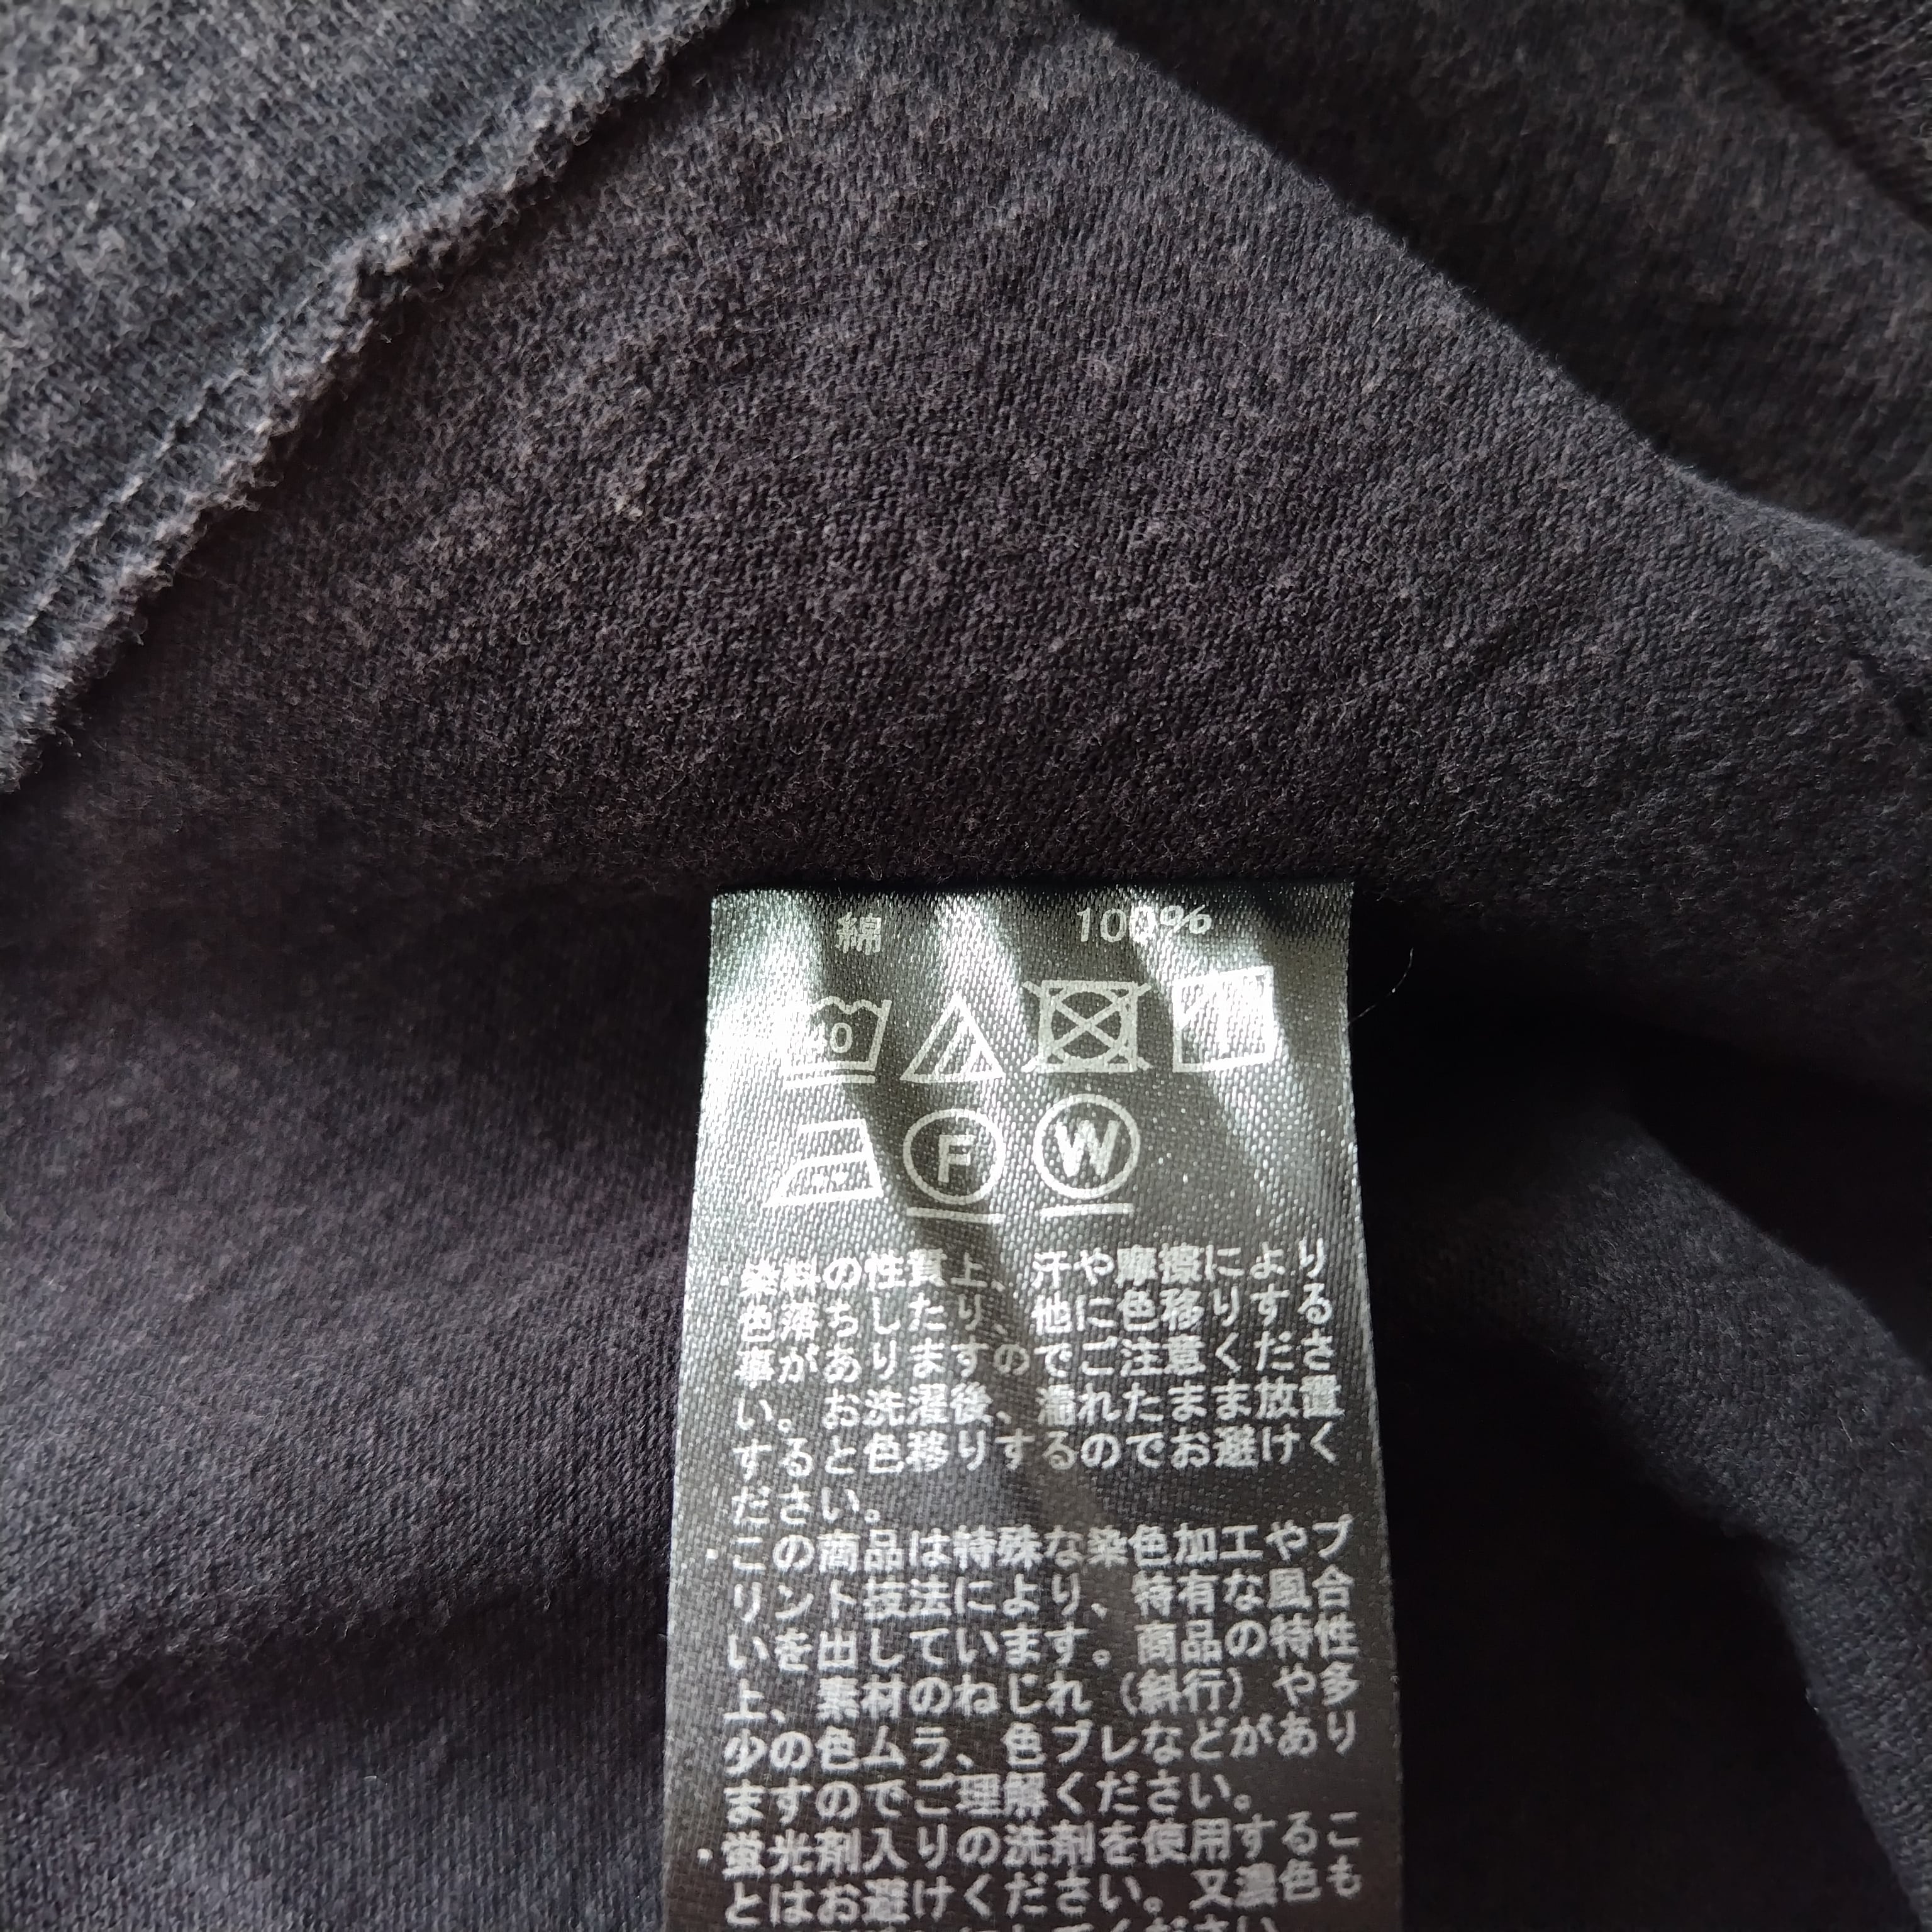 綿 100%
40
F W
・染料の性質上、汗や摩擦により
色落ちしたり、他に色移りする
事がありますのでご注意くださ
い。お洗濯後、濡れたまま放置
すると色移りするのでお避けく
ださい。
・この商品は特殊な染色加工やプ
リント技法により、特有な風合
いを出しています。商品の特性
上、素材のねじれ（斜行）や多
少の色ムラ、色ブレなどがあり
ますのでご理解ください。
・蛍光剤入りの洗剤を使用するこ
とはお避けください。又濃色も